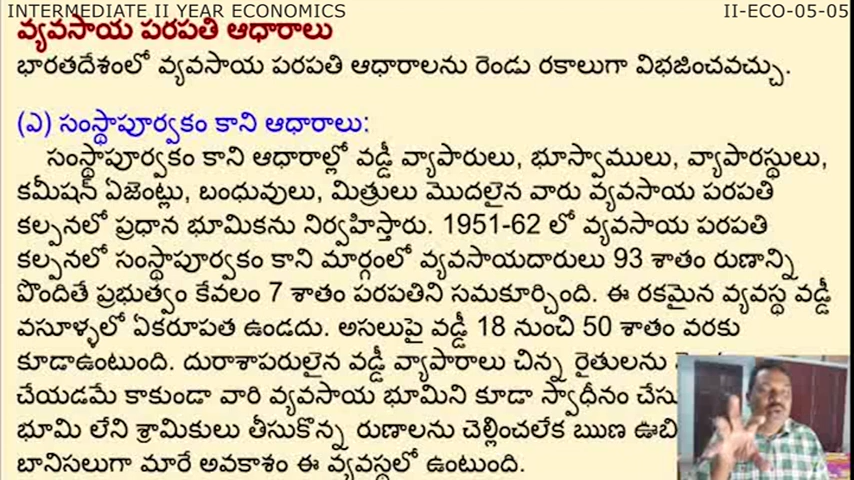 INTERMEDIATE II YEAR ECONOMICS II-ECO-05-05
వ్యవసాయ పరపతి ఆధారాలు
భారతదేశంలో వ్యవసాయ పరపతి ఆధారాలను రెండు రకాలుగా విభజించవచ్చు.
(ఎ) సంస్థాపూర్వకం కాని ఆధారాలు:
సంస్థాపూర్వకం కాని ఆధారాల్లో వడ్డీ వ్యాపారులు, భూస్వాములు, వ్యాపారస్థులు,
కమీషన్ ఏజెంట్లు, బంధువులు, మిత్రులు మొదలైన వారు వ్యవసాయ పరపతి
కల్పనలో ప్రధాన భూమికను నిర్వహిస్తారు. 1951-62 లో వ్యవసాయ పరపతి
కల్పనలో సంస్థాపూర్వకం కాని మార్గంలో వ్యవసాయదారులు 93 శాతం రుణాన్ని
పొందితే ప్రభుత్వం కేవలం 7 శాతం పరపతిని సమకూర్చింది. ఈ రకమైన వ్యవస్థ వడ్డీ
వసూళ్ళలో ఏకరూపత ఉండదు. అసలుపై వడ్డీ 18 నుంచి 50 శాతం వరకు
కూడాఉంటుంది. దురాశాపరులైన వడ్డీ వ్యాపారాలు చిన్న రైతులను
చేయడమే కాకుండా వారి వ్యవసాయ భూమిని కూడా స్వాధీనం
భూమి లేని శ్రామికులు తీసుకొన్న రుణాలను చెల్లించలేక ఋణ
బానిసలుగా మారే అవకాశం ఈ వ్యవస్థలో ఉంటుంది.